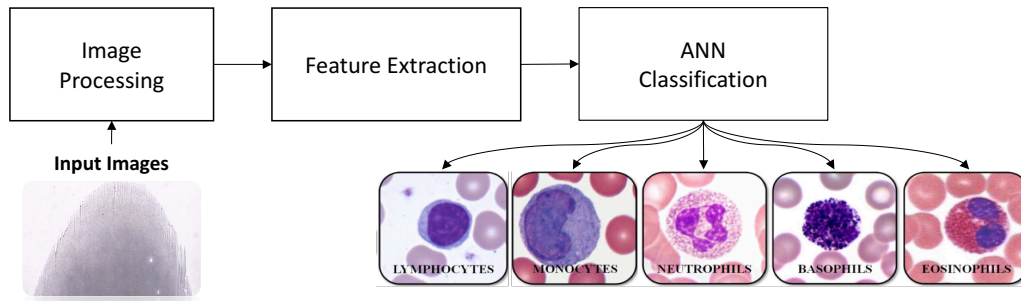 Image
Processing
Feature Extraction
ANN
Classification
Input Images
LYMPHOCYTES
MONOCYTES
NEUTROPHILS
BASOPHILS
EOSINOPHILS